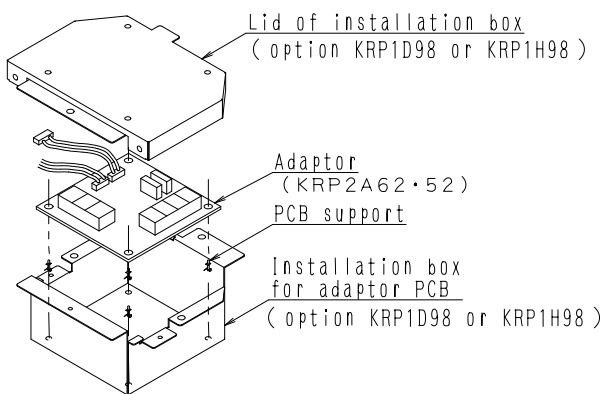 Lid of installation box
(option KRP1D98 or KRP1H98)
Adaptor
(KRP2A62・52)
PCB support
Installation box
for adaptor PCB
(option KRP1D98 or KRP1H98)